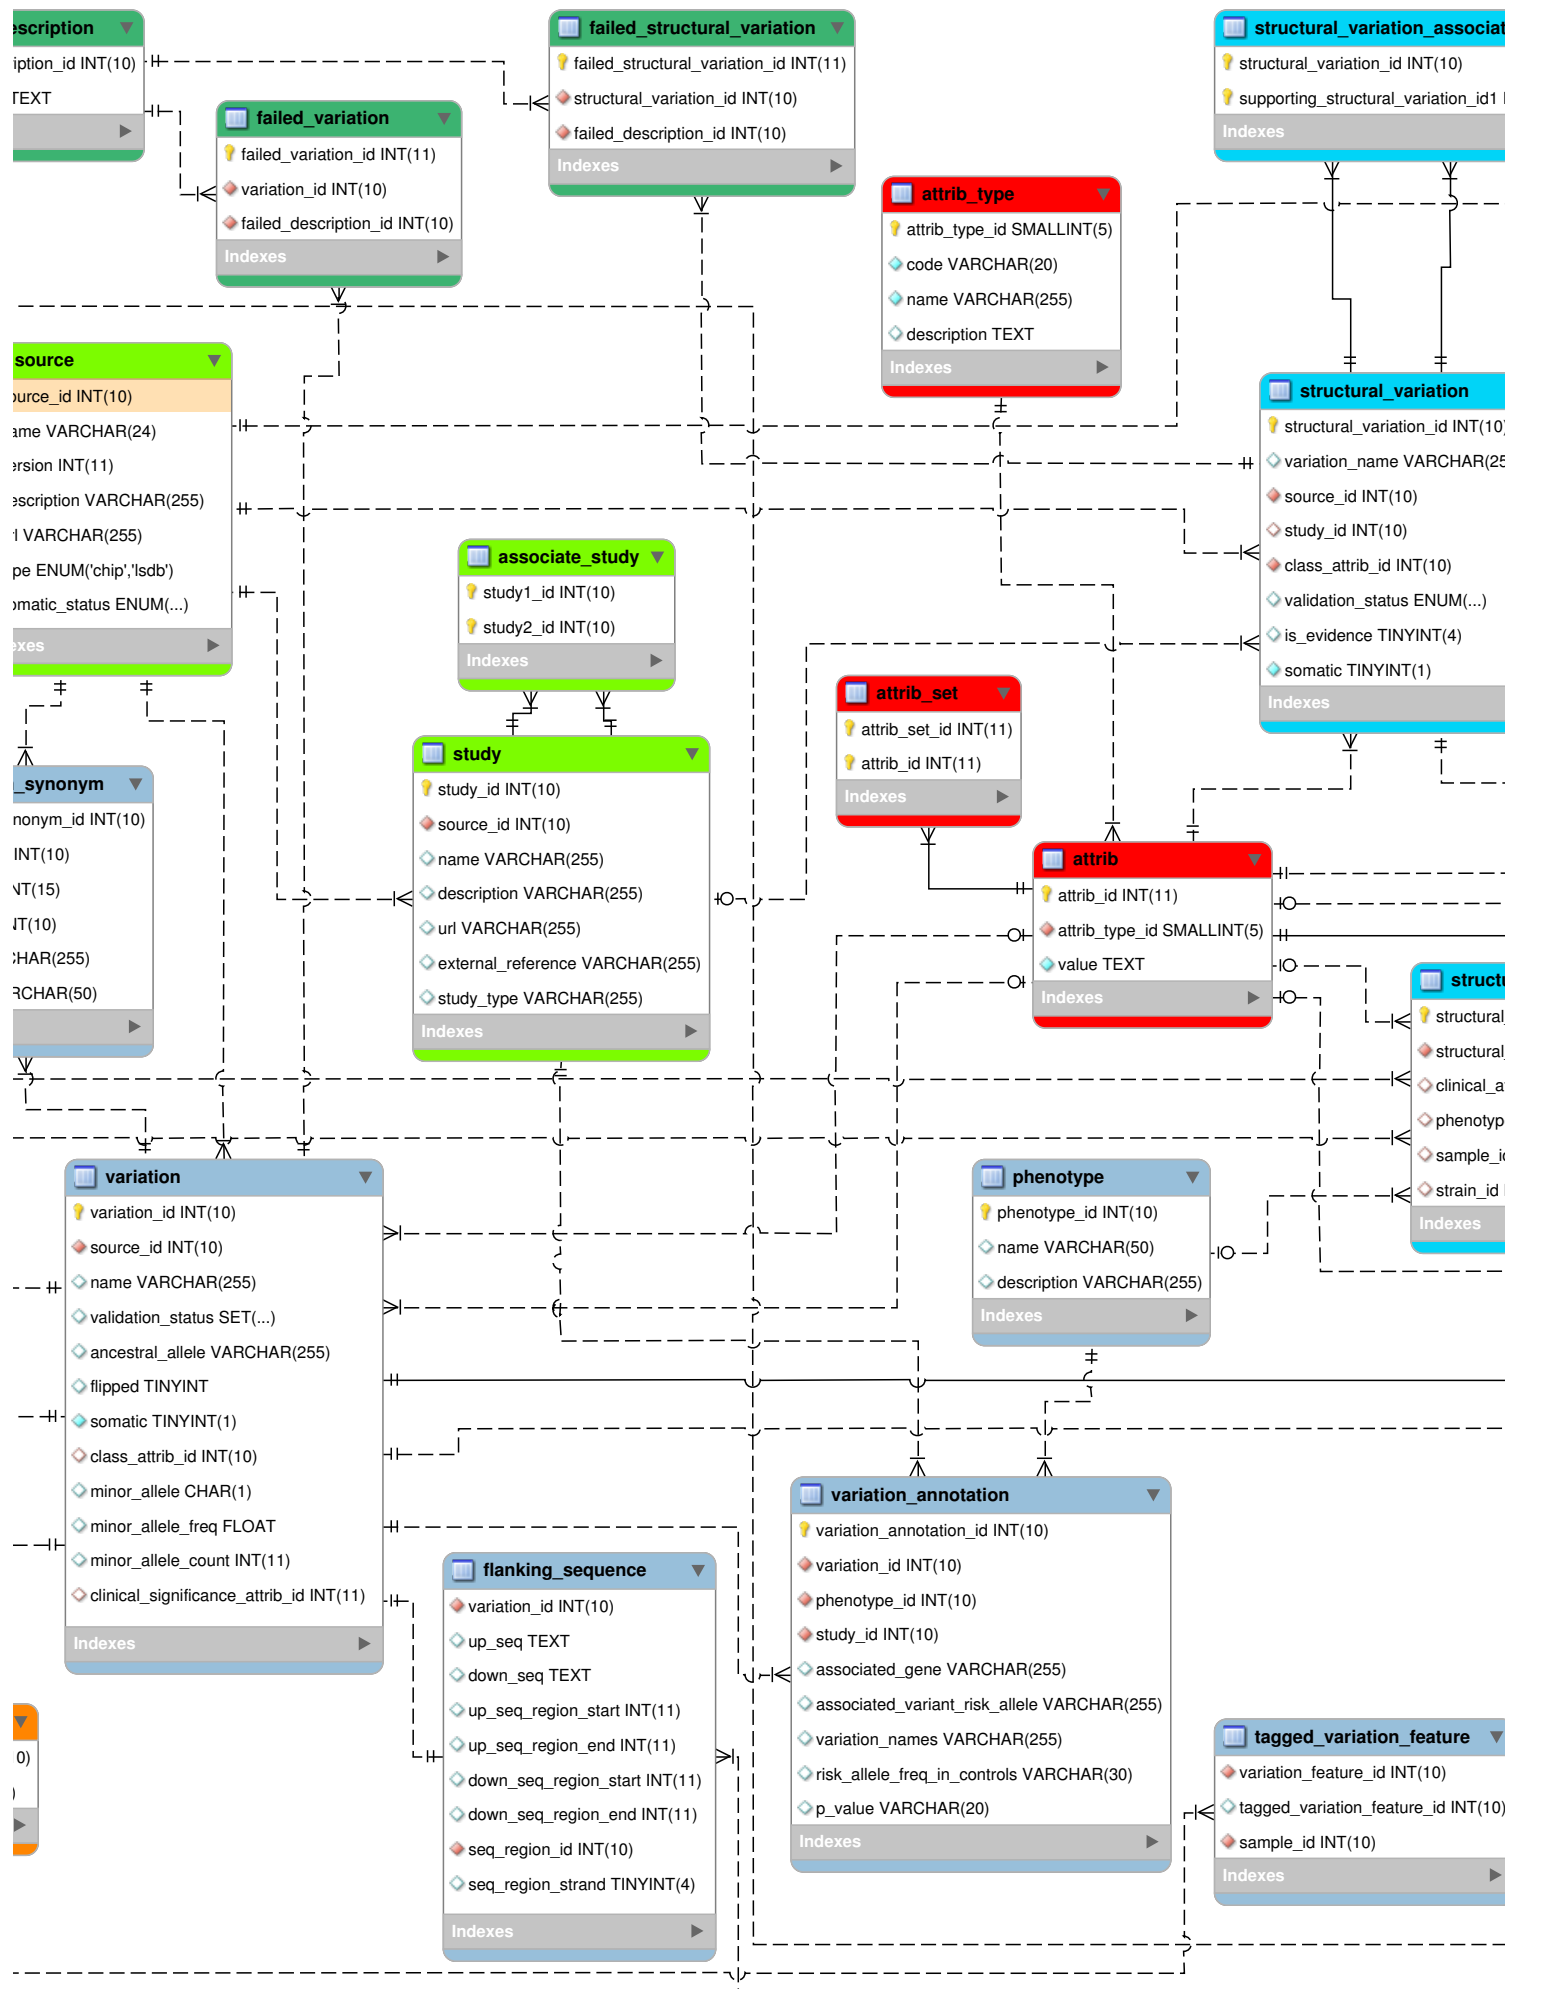 escription
iption_id INT(10)
TEXT
failed_variation
failed_variation_id INT(11)
variation_id INT(10)
failed_description_id INT(10)
Indexes
failed_structural_variation
failed_structural_variation_id INT(11)
structural_variation_id INT(10)
failed_description_id INT(10)
Indexes
attrib_type
attrib_type_id SMALLINT(5)
code VARCHAR(20)
name VARCHAR(255)
description TEXT
Indexes
structural_variation_associat
structural_variation_id INT(10)
supporting_structural_variation_id1 I
Indexes
source
ource_id INT(10)
ame VARCHAR(24)
ersion INT(11)
escription VARCHAR(255)
rl VARCHAR(255)
pe ENUM('chip','lsdb')
omatic_status ENUM(...)
exes
structural_variation
structural_variation_id INT(10)
variation_name VARCHAR(25
source_id INT(10)
study_id INT(10)
class_attrib_id INT(10)
validation_status ENUM(...)
is_evidence TINYINT(4)
somatic TINYINT(1)
Indexes
associate_study
study1_id INT(10)
study2_id INT(10)
Indexes
attrib_set
attrib_set_id INT(11)
attrib_id INT(11)
Indexes
_synonym
nonym_id INT(10)
INT(10)
NT(15)
NT(10)
CHAR(255)
RCHAR(50)
study
study_id INT(10)
source_id INT(10)
name VARCHAR(255)
description VARCHAR(255)
url VARCHAR(255)
external_reference VARCHAR(255)
study_type VARCHAR(255)
Indexes
attrib
attrib_id INT(11)
attrib_type_id SMALLINT(5)
value TEXT
Indexes
structu
structural_
structural_
clinical_a
phenotyp
sample_i
strain_id
Indexes
variation
variation_id INT(10)
source_id INT(10)
name VARCHAR(255)
validation_status SET(...)
ancestral_allele VARCHAR(255)
flipped TINYINT
somatic TINYINT(1)
class_attrib_id INT(10)
minor_allele CHAR(1)
minor_allele_freq FLOAT
minor_allele_count INT(11)
clinical_significance_attrib_id INT(11)
Indexes
phenotype
phenotype_id INT(10)
name VARCHAR(50)
description VARCHAR(255)
Indexes
variation_annotation
variation_annotation_id INT(10)
variation_id INT(10)
phenotype_id INT(10)
study_id INT(10)
associated_gene VARCHAR(255)
associated_variant_risk_allele VARCHAR(255)
variation_names VARCHAR(255)
risk_allele_freq_in_controls VARCHAR(30)
p_value VARCHAR(20)
Indexes
flanking_sequence
variation_id INT(10)
up_seq TEXT
down_seq TEXT
up_seq_region_start INT(11)
up_seq_region_end INT(11)
down_seq_region_start INT(11)
down_seq_region_end INT(11)
seq_region_id INT(10)
seq_region_strand TINYINT(4)
Indexes
0)
)
tagged_variation_feature
variation_feature_id INT(10)
tagged_variation_feature_id INT(10)
sample_id INT(10)
Indexes